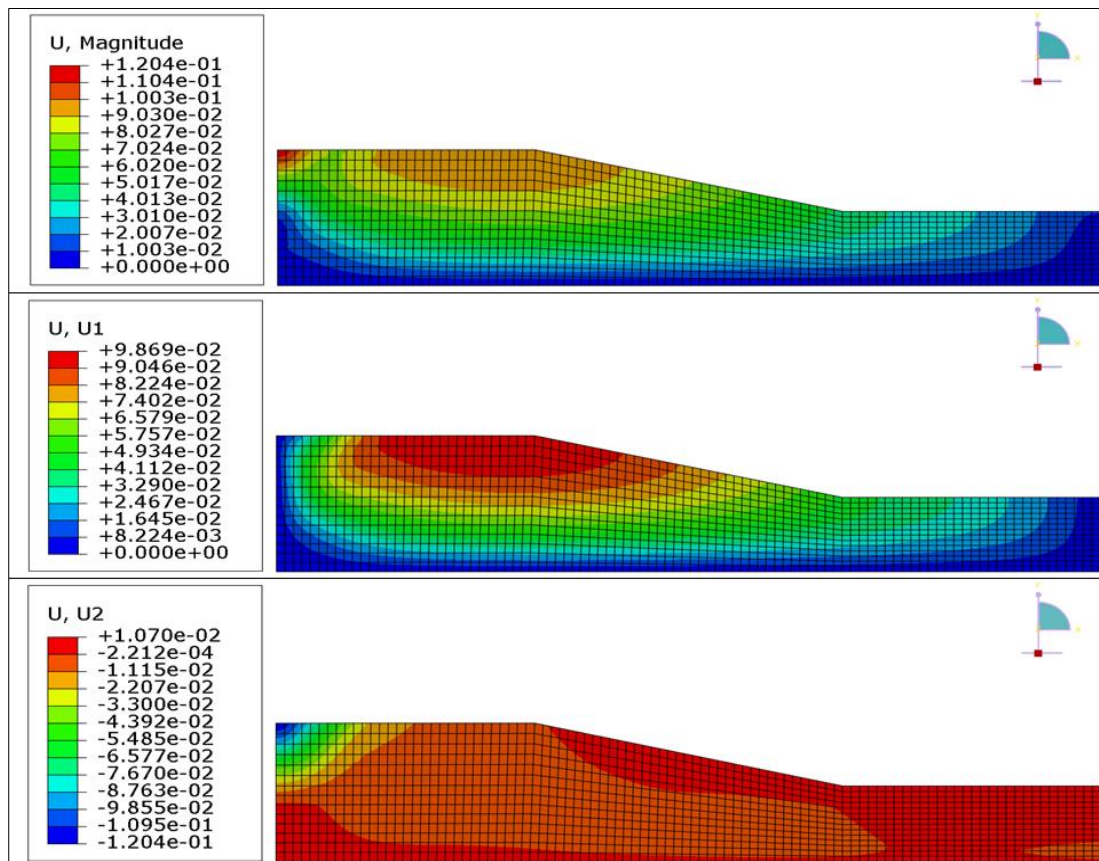 U, Magnitude
+1.204e-01
+1.104e-01
+1.003e-01
+9.030e-02
+8.027e-02
+7.024e-02
+6.020e-02
+5.017e-02
+4.013e-02
+3.010e-02
+2.007e-02
+1.003e-02
+0.000e+00
Y
X
U, U1
+9.869e-02
+9.046e-02
+8.224e-02
+7.402e-02
+6.579e-02
+5.757e-02
+4.934e-02
+4.112e-02
+3.290e-02
+2.467e-02
+1.645e-02
+8.224e-03
+0.000e+00
Y
X
U, U2
+1.070e-02
-2.212e-04
-1.115e-02
-2.207e-02
-3.300e-02
-4.392e-02
-5.485e-02
-6.577e-02
-7.670e-02
-8.763e-02
-9.855e-02
-1.095e-01
-1.204e-01
Y
X